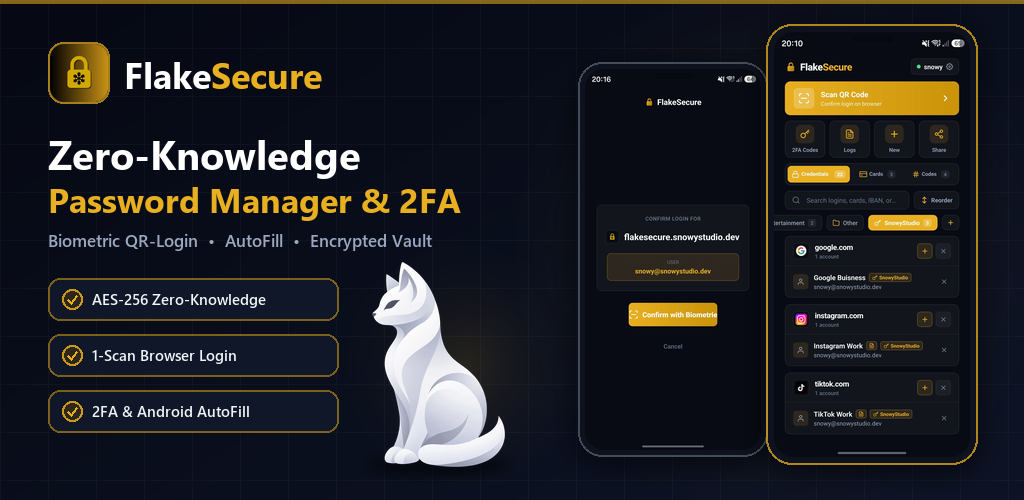 FlakeSecure
Zero-Knowledge
Password Manager & 2FA
Biometric QR-Login • AutoFill • Encrypted Vault
AES-256 Zero-Knowledge
1-Scan Browser Login
2FA & Android AutoFill
20:16
FlakeSecure
CONFIRM LOGIN FOR
flakesecure.snowystudio.dev
USER
snowy@snowystudio.dev
Confirm with Biometric
Cancel
20:10
FlakeSecure
snowy
Scan QR Code
Confirm login on browser
2FA Codes
Logs
New
Share
Credentials
Cards 3
Codes 4
Search logins, cards, IBAN, or...
Reorder
ertainment 2
Other
SnowyStudio 3
+
google.com
1 account
Google Buisness SnowyStudio
snowy@snowystudio.dev
instagram.com
1 account
Instagram Work SnowyStudio
snowy@snowystudio.dev
tiktok.com
1 account
TikTok Work SnowyStudio
snowy@snowystudio.dev